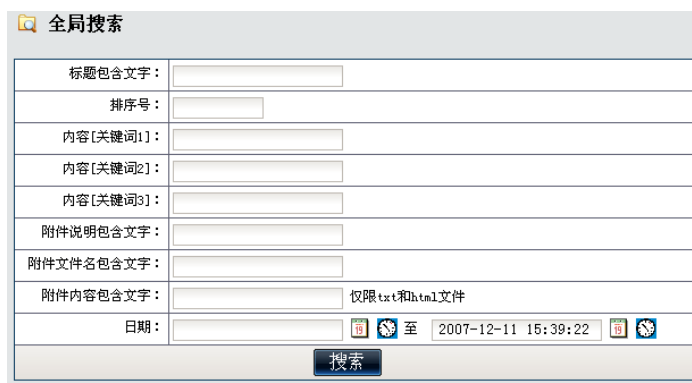 全局搜索
标题包含文字：
排序号：
内容[关键词1]：
内容[关键词2]：
内容[关键词3]：
附件说明包含文字：
附件文件名包含文字：
附件内容包含文字： 仅限txt和html文件
日期： 19 至 2007-12-11 15:39:22 19
搜索